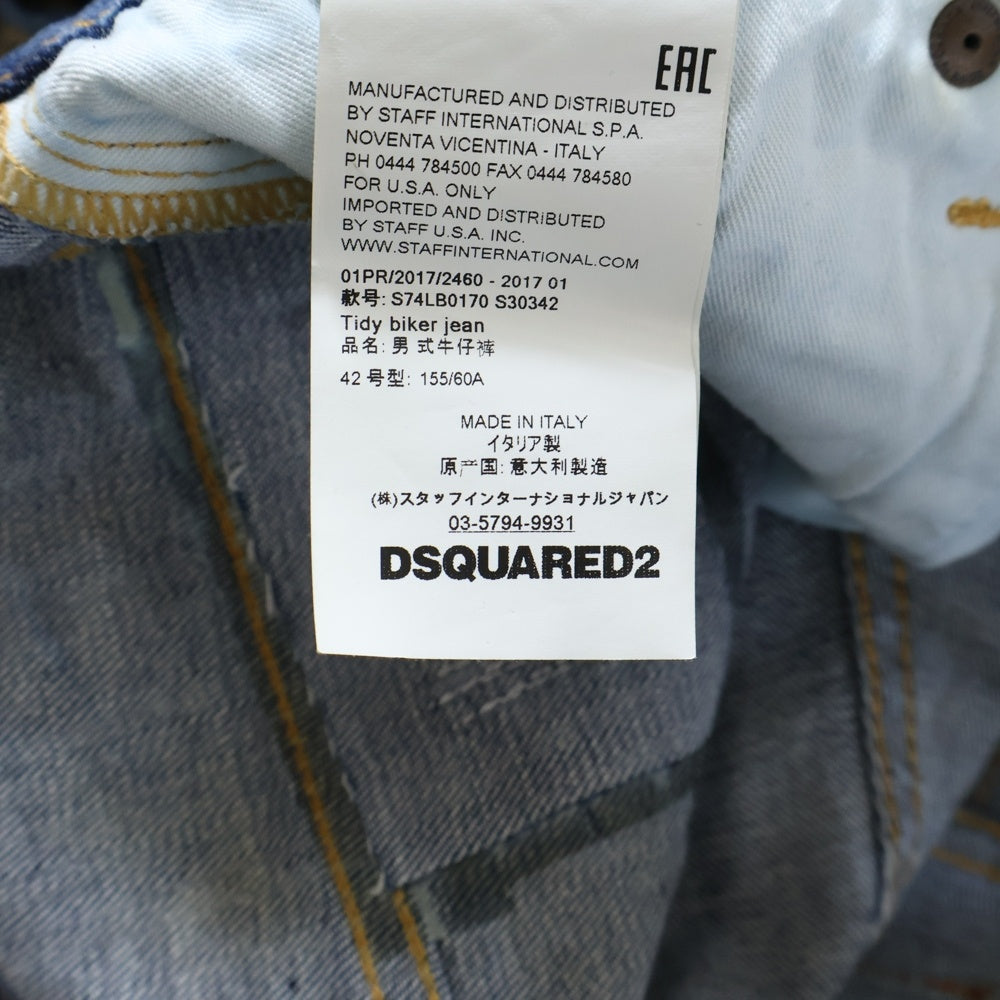 EAC
MANUFACTURED AND DISTRIBUTED
BY STAFF INTERNATIONAL S.P.A.
NOVENTA VICENTINA - ITALY
PH 0444 784500 FAX 0444 784580
FOR U.S.A. ONLY
IMPORTED AND DISTRIBUTED
BY STAFF U.S.A. INC.
WWW.STAFFINTERNATIONAL.COM
01PR/2017/2460 - 2017 01
款号: S74LB0170 S30342
Tidy biker jean
品名: 男 式牛仔裤
42 号型: 155/60A
MADE IN ITALY
イタリア製
原产国: 意大利製造
(株)スタッフインターナショナルジャパン
03-5794-9931
DSQUARED2